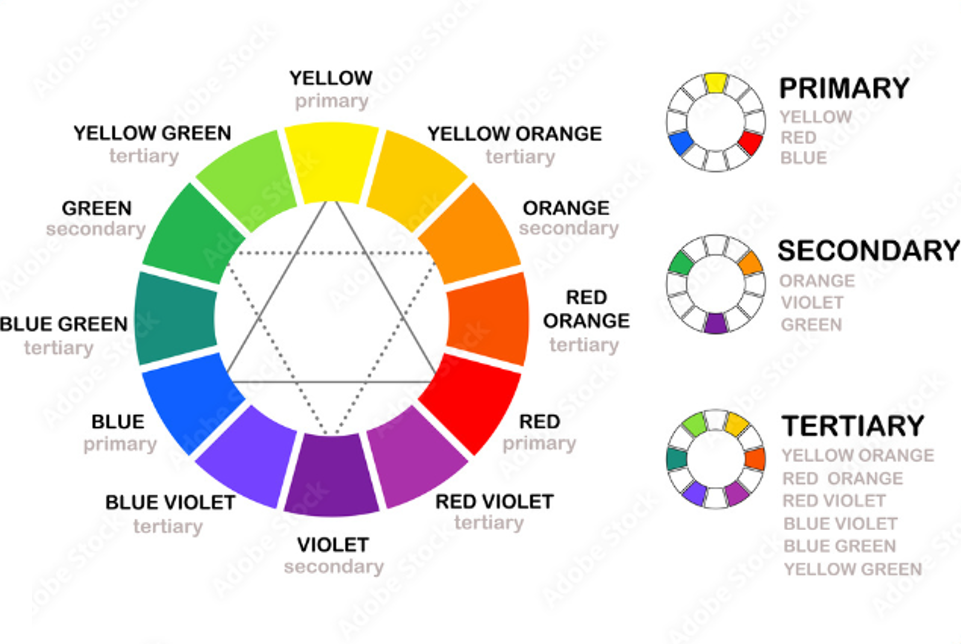 YELLOW
primary
YELLOW GREEN
tertiary
YELLOW ORANGE
tertiary
GREEN
secondary
ORANGE
secondary
BLUE GREEN
tertiary
RED
ORANGE
tertiary
BLUE
primary
RED
primary
BLUE VIOLET
tertiary
RED VIOLET
tertiary
VIOLET
secondary
PRIMARY
YELLOW
RED
BLUE
SECONDARY
ORANGE
VIOLET
GREEN
TERTIARY
YELLOW ORANGE
RED ORANGE
RED VIOLET
BLUE VIOLET
BLUE GREEN
YELLOW GREEN
Adobe Stock